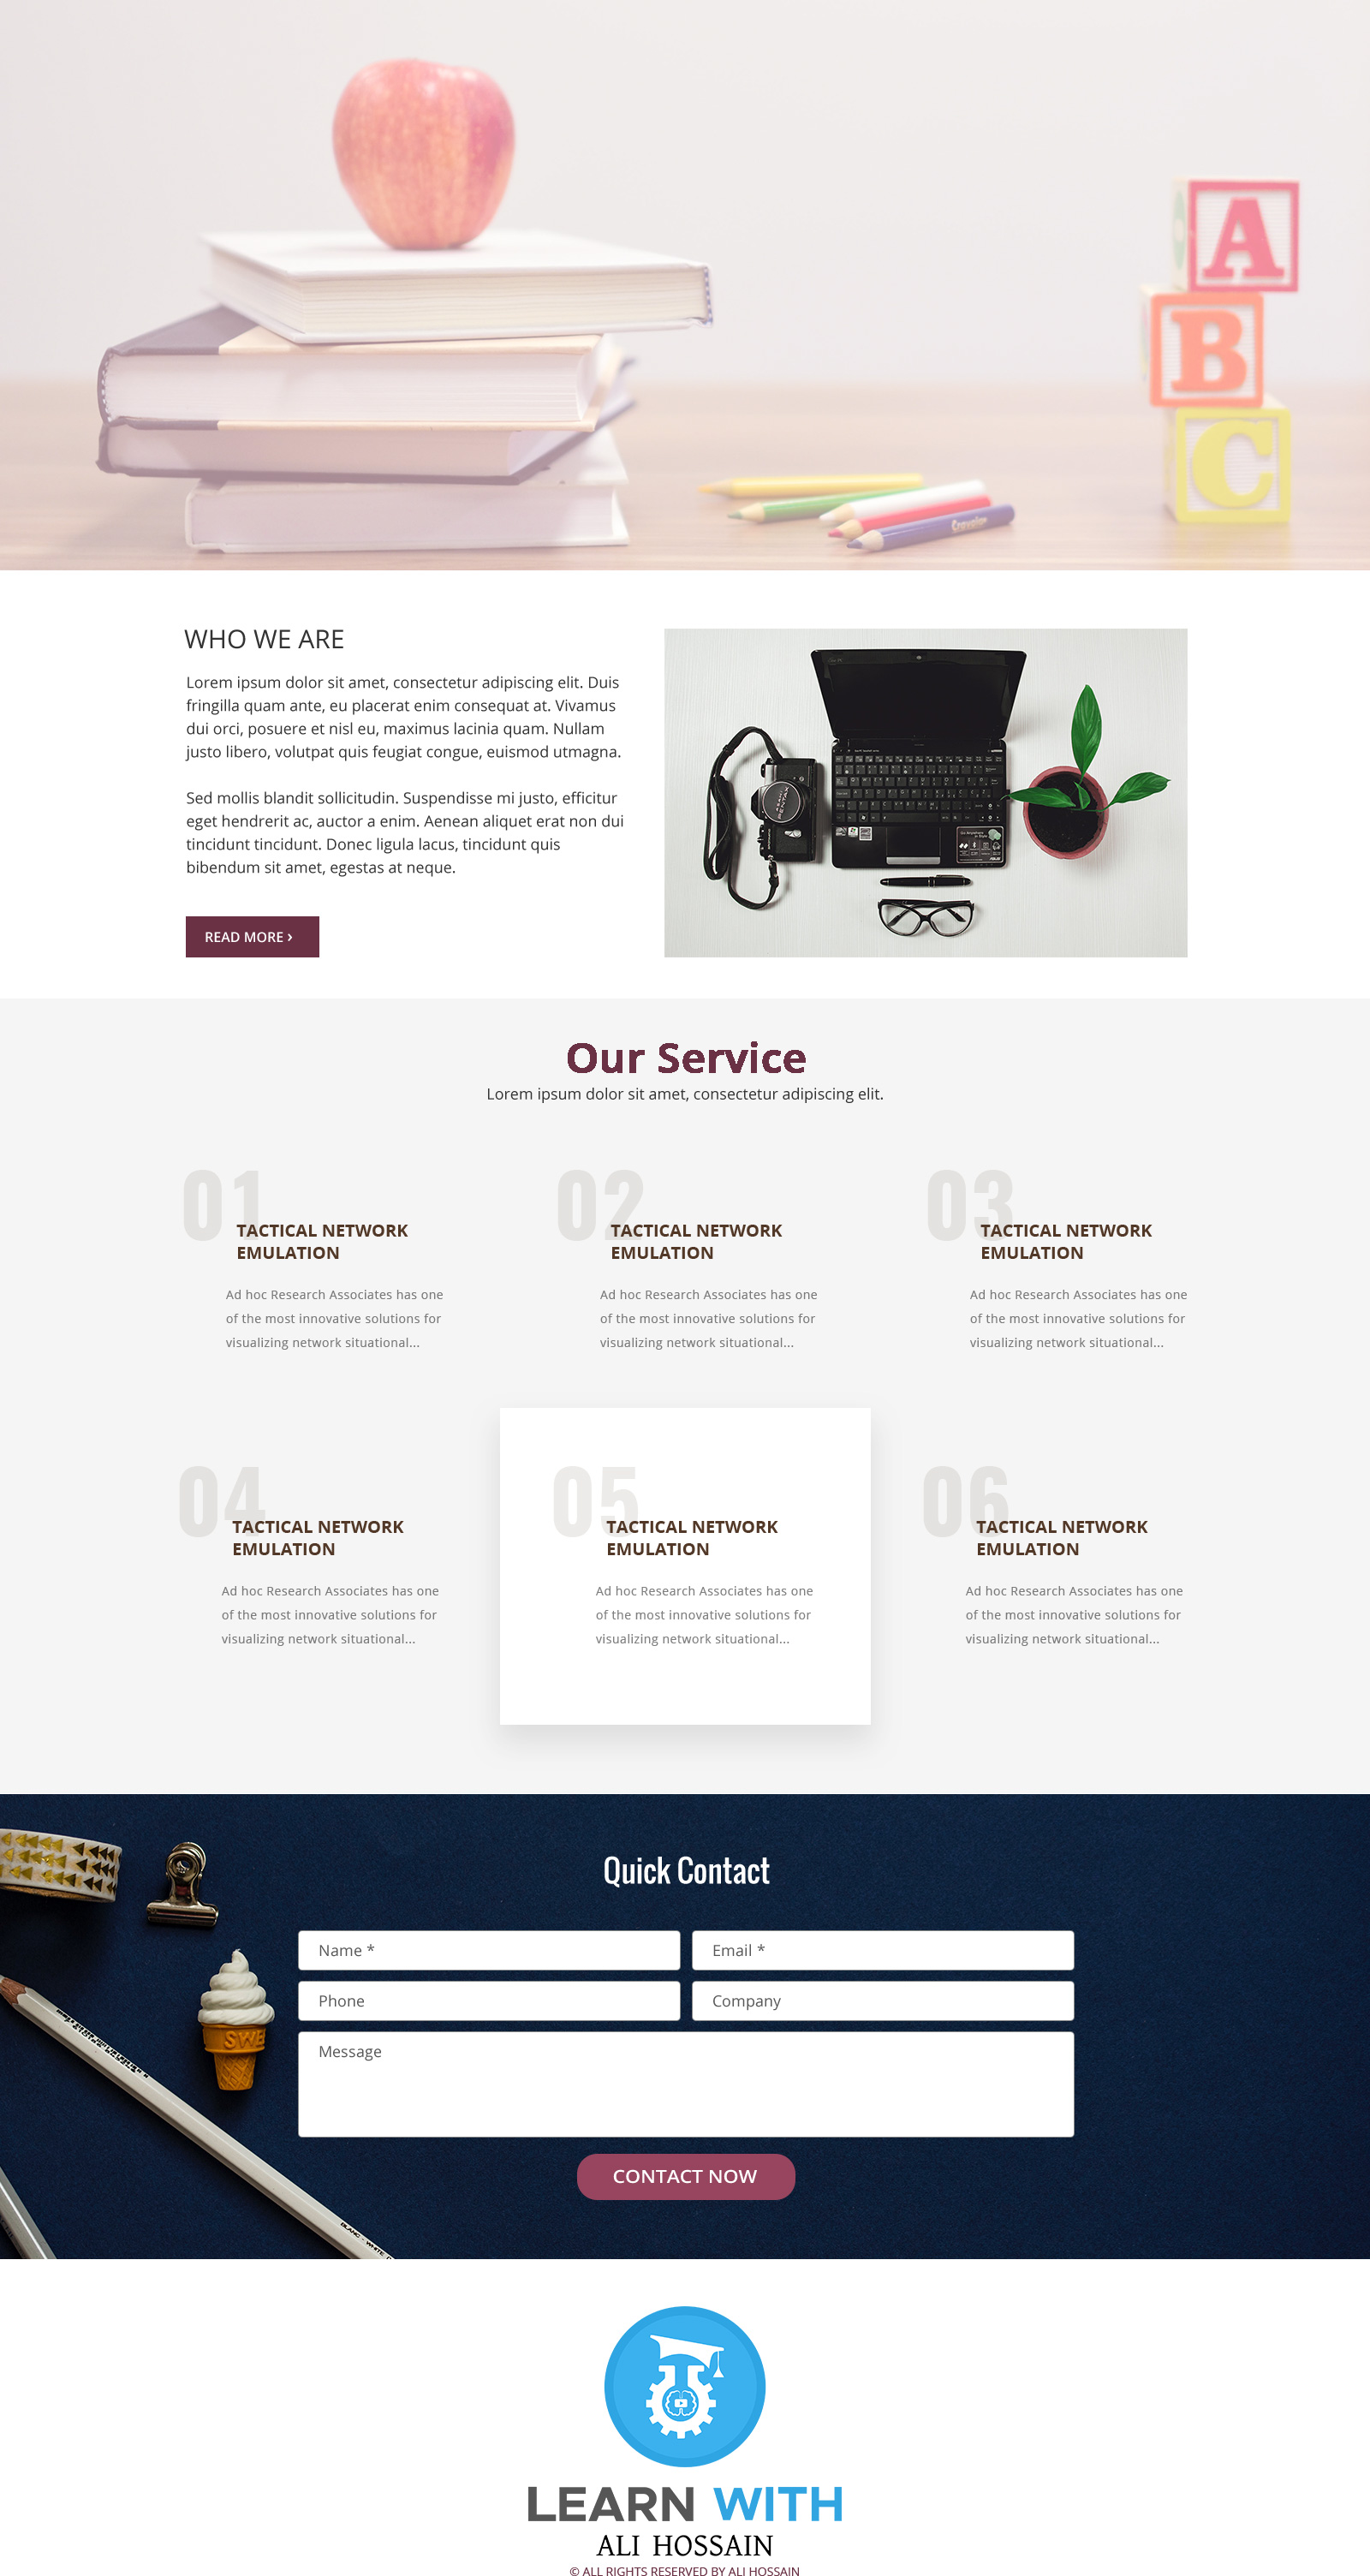 A
B
C
Crayola
WHO WE ARE
Lorem ipsum dolor sit amet, consectetur adipiscing elit. Duis
fringilla quam ante, eu placerat enim consequat at. Vivamus
dui orci, posuere et nisl eu, maximus lacinia quam. Nullam
justo libero, volutpat quis feugiat congue, euismod utmagna.
Sed mollis blandit sollicitudin. Suspendisse mi justo, efficitur
eget hendrerit ac, auctor a enim. Aenean aliquet erat non dui
tincidunt tincidunt. Donec ligula lacus, tincidunt quis
bibendum sit amet, egestas at neque.
READ MORE ›
Our Service
Lorem ipsum dolor sit amet, consectetur adipiscing elit.
01
TACTICAL NETWORK
EMULATION
Ad hoc Research Associates has one
of the most innovative solutions for
visualizing network situational...
02
TACTICAL NETWORK
EMULATION
Ad hoc Research Associates has one
of the most innovative solutions for
visualizing network situational...
03
TACTICAL NETWORK
EMULATION
Ad hoc Research Associates has one
of the most innovative solutions for
visualizing network situational...
04
TACTICAL NETWORK
EMULATION
Ad hoc Research Associates has one
of the most innovative solutions for
visualizing network situational...
05
TACTICAL NETWORK
EMULATION
Ad hoc Research Associates has one
of the most innovative solutions for
visualizing network situational...
06
TACTICAL NETWORK
EMULATION
Ad hoc Research Associates has one
of the most innovative solutions for
visualizing network situational...
Quick Contact
Name *
Email *
Phone
Company
Message
SWE
CONTACT NOW
LEARN WITH
ALI HOSSAIN
© ALL RIGHTS RESERVED BY ALI HOSSAIN